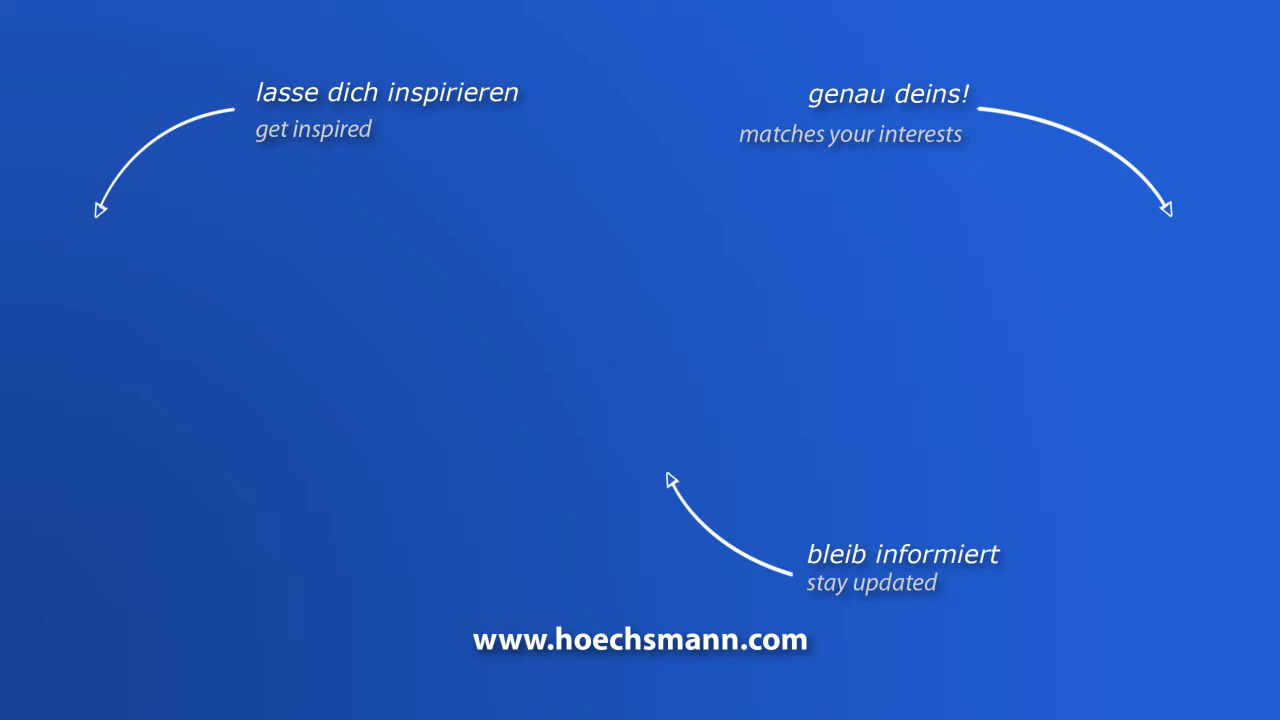 lasse dich inspirieren
get inspired
genau deins!
matches your interests
bleib informiert
stay updated
www.hoechsmann.com